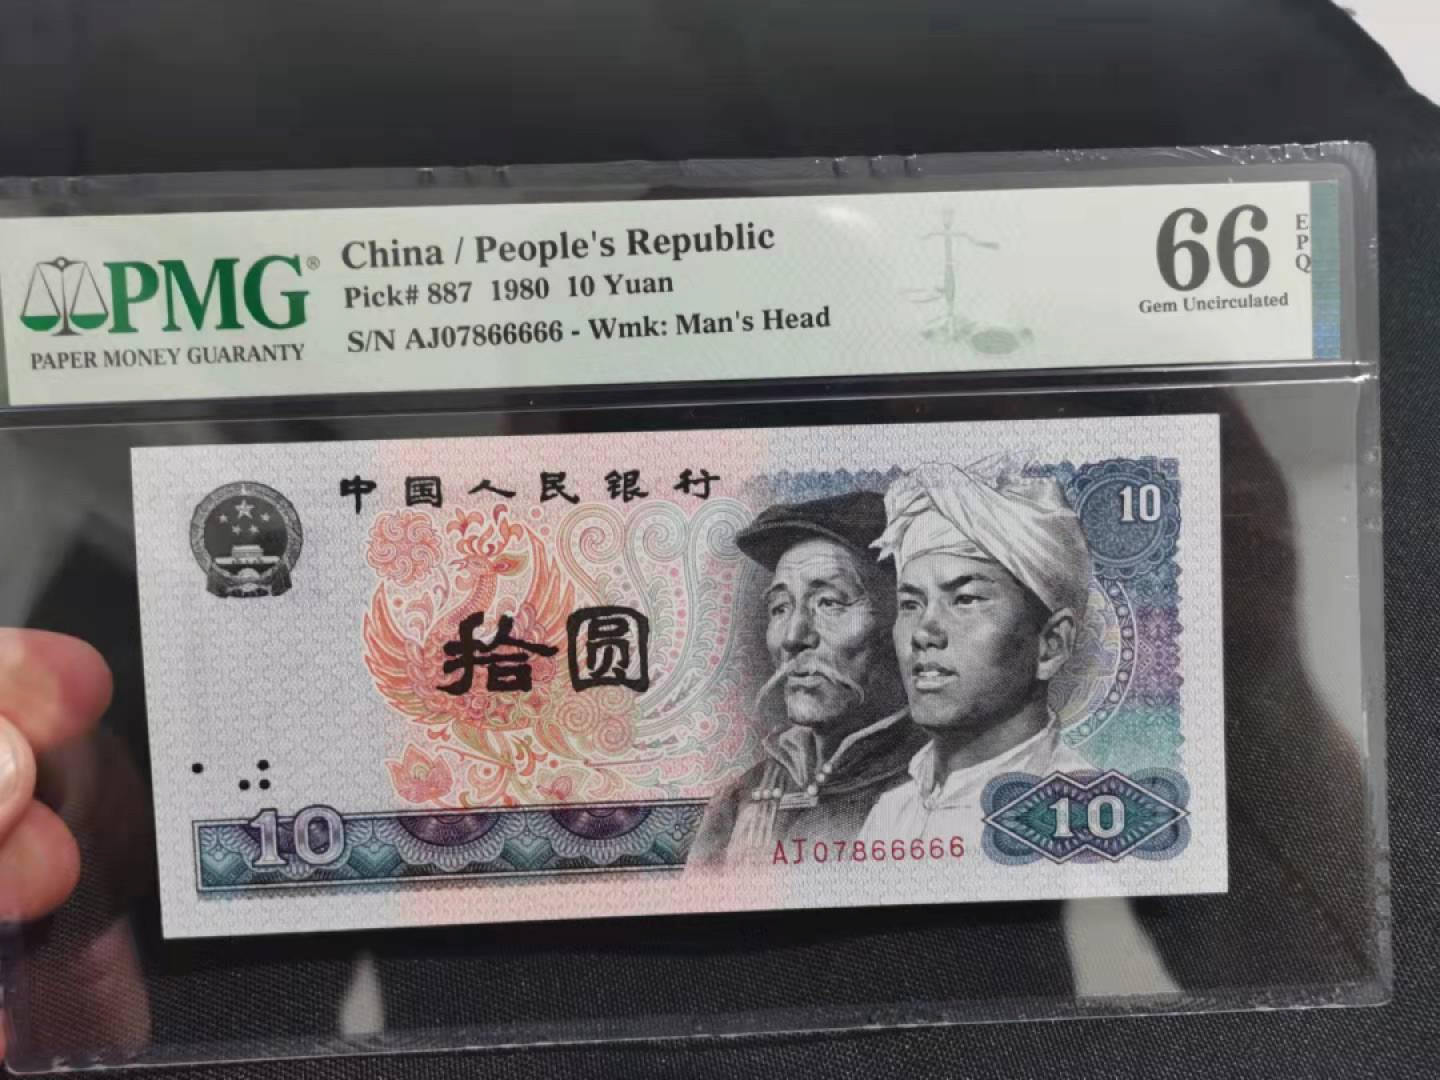 PMG®
PAPER MONEY GUARANTY
China / People's Republic
Pick# 887 1980 10 Yuan
S/N AJ07866666 - Wmk: Man's Head
66
EPQ
Gem Uncirculated
中国人民银行
10
拾圆
10
AJ07866666
10